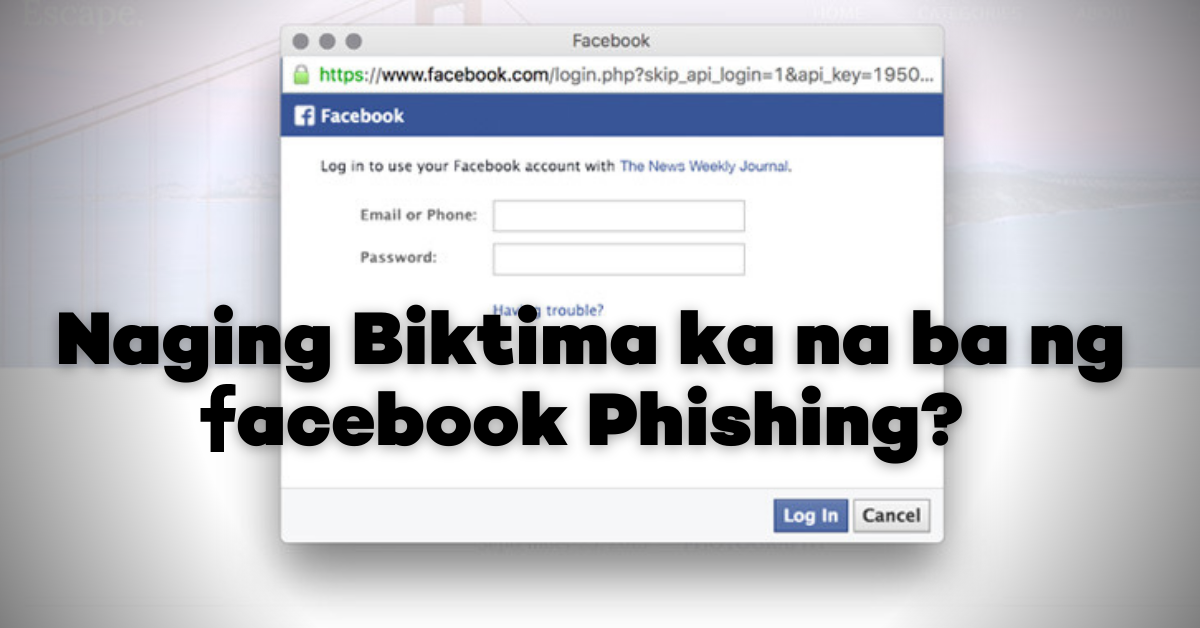 Escape.
HOME CATEGORIES ABOUT
Facebook
https://www.facebook.com/login.php?skip_api_login=1&api_key=1950...
Facebook
Log in to use your Facebook account with The News Weekly Journal.
Email or Phone:
Password:
Having trouble?
Naging Biktima ka na ba ng
facebook Phishing?
Log In Cancel